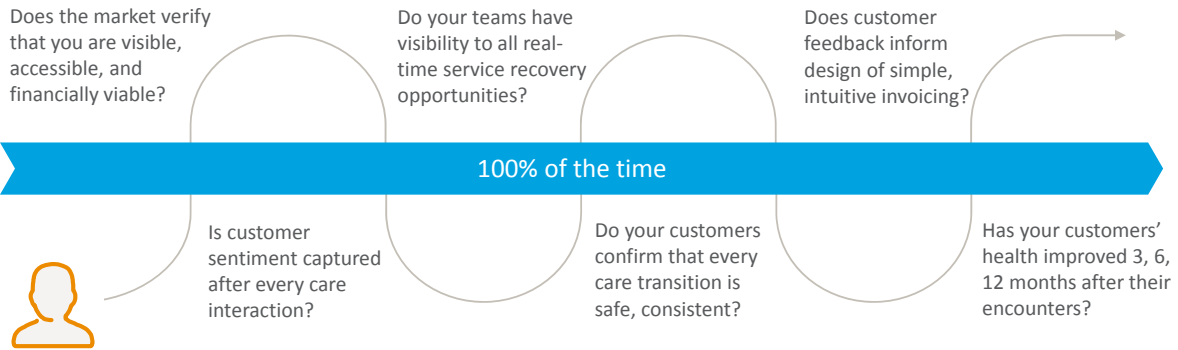 Does the market verify
that you are visible,
accessible, and
financially viable?
Do your teams have
visibility to all real-
time service recovery
opportunities?
Does customer
feedback inform
design of simple,
intuitive invoicing?
100% of the time
Is customer
sentiment captured
after every care
interaction?
Do your customers
confirm that every
care transition is
safe, consistent?
Has your customers’
health improved 3, 6,
12 months after their
encounters?